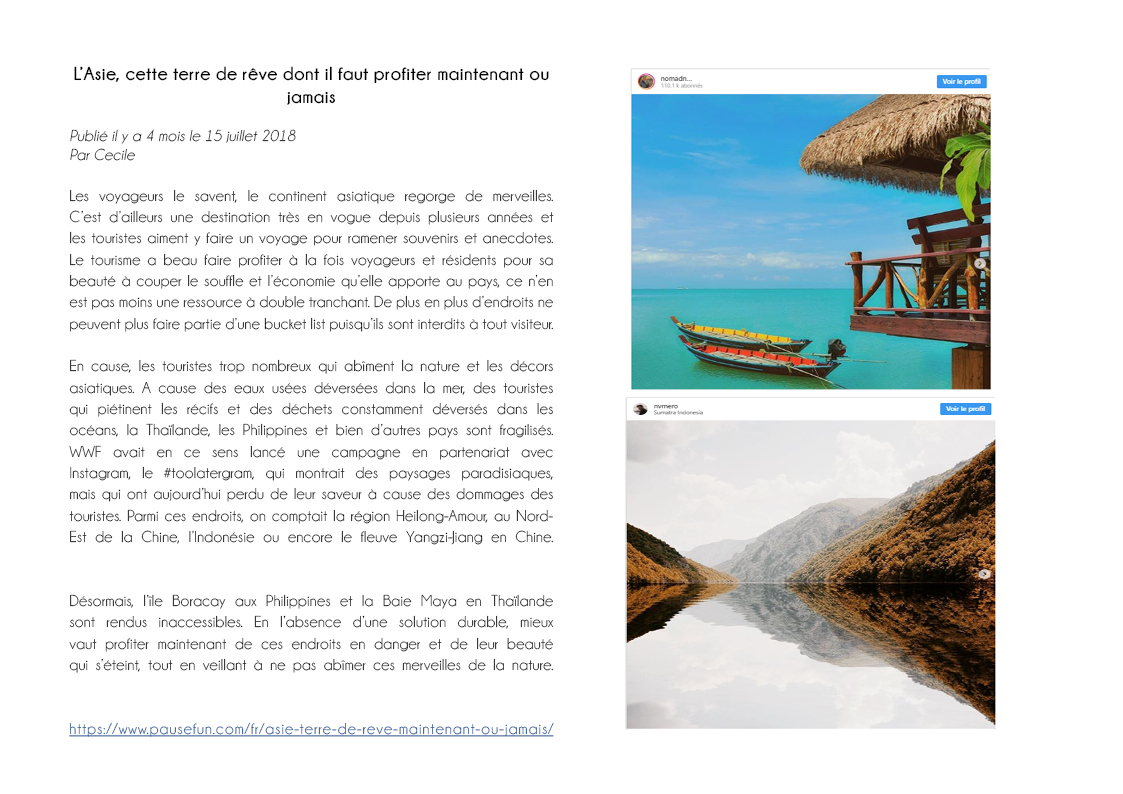 L'Asie, cette terre de rêve dont il faut profiter maintenant ou
jamais
Publié il y a 4 mois le 15 juillet 2018
Par Cecile
Les voyageurs le savent, le continent asiatique regorge de merveilles.
C'est d'ailleurs une destination très en vogue depuis plusieurs années et
les touristes aiment y faire un voyage pour ramener souvenirs et anecdotes.
Le tourisme a beau faire profiter à la fois voyageurs et résidents pour sa
beauté à couper le souffle et l'économie qu'elle apporte au pays, ce n'en
est pas moins une ressource à double tranchant. De plus en plus d'endroits ne
peuvent plus faire partie d'une bucket list puisqu'ils sont interdits à tout visiteur.
En cause, les touristes trop nombreux qui abîment la nature et les décors
asiatiques. A cause des eaux usées déversées dans la mer, des touristes
qui piétinent les récifs et des déchets constamment déversés dans les
océans, la Thaïlande, les Philippines et bien d'autres pays sont fragilisés.
WWF avait en ce sens lancé une campagne en partenariat avec
Instagram, le #toolatergram, qui montrait des paysages paradisiaques,
mais qui ont aujourd'hui perdu de leur saveur à cause des dommages des
touristes. Parmi ces endroits, on comptait la région Heilong-Amour, au Nord-
Est de la Chine, l'Indonésie ou encore le fleuve Yangzi-Jiang en Chine.
Désormais, l'île Boracay aux Philippines et la Baie Maya en Thaïlande
sont rendus inaccessibles. En l'absence d'une solution durable, mieux
vaut profiter maintenant de ces endroits en danger et de leur beauté
qui s'éteint, tout en veillant à ne pas abîmer ces merveilles de la nature.
https://www.pausefun.com/fr/asie-terre-de-reve-maintenant-ou-jamais/
nomadn...
110.1 k abonnés
Voir le profil
nvrnero
Sumatra Indonesia
Voir le profil